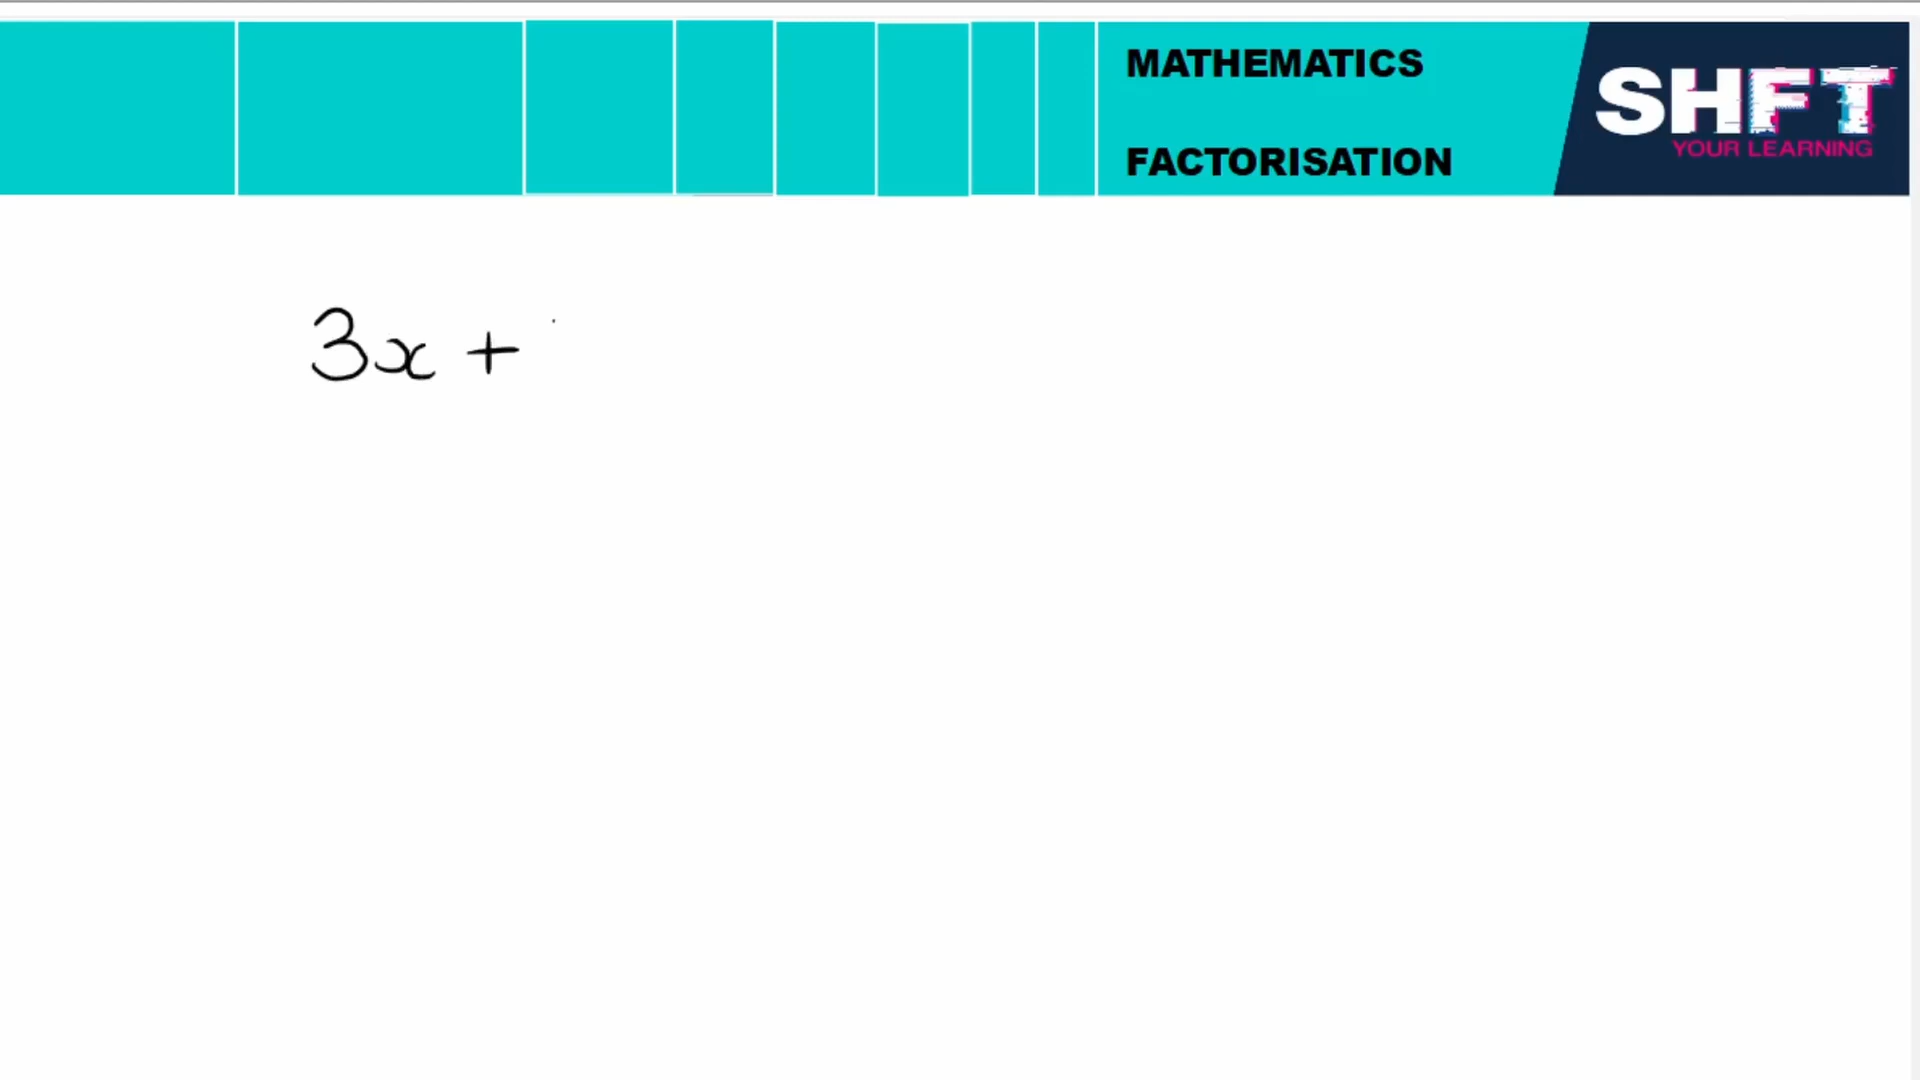 MATHEMATICS
SHFT
YOUR LEARNING
FACTORISATION
3x +